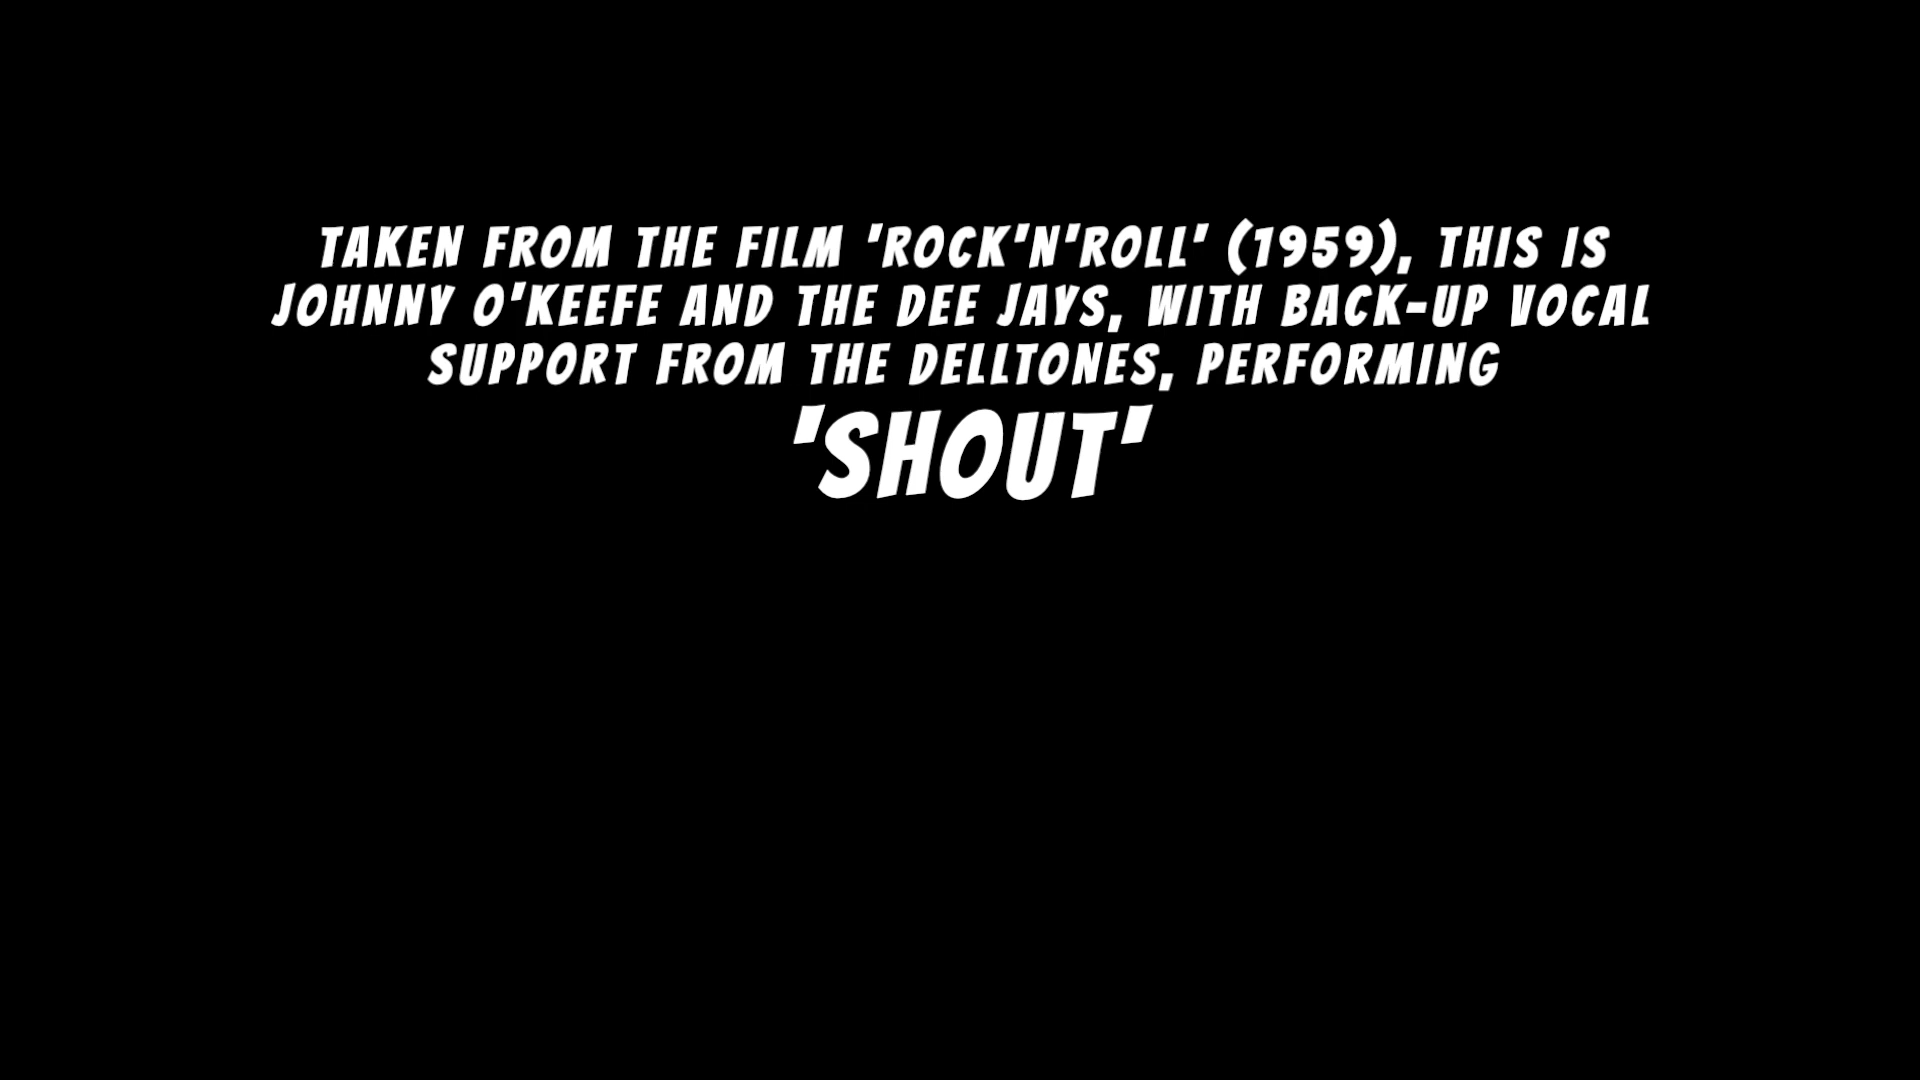 TAKEN FROM THE FILM 'ROCK'N'ROLL' (1959), THIS IS
JOHNNY O'KEEFE AND THE DEE JAYS, WITH BACK-UP VOCAL
SUPPORT FROM THE DELLTONES, PERFORMING
'SHOUT'